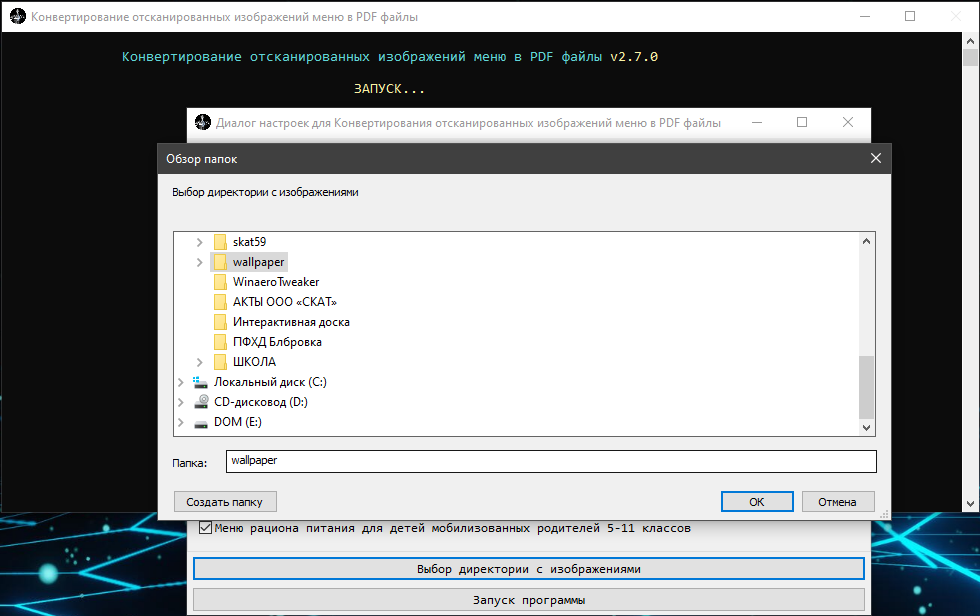 Конвертирование отсканированных изображений меню в PDF файлы
Конвертирование отсканированных изображений меню в PDF файлы v2.7.0
ЗАПУСК...
Диалог настроек для Конвертирования отсканированных изображений меню в PDF файлы
Обзор папок
Выбор директории с изображениями
skat59
wallpaper
WinaeroTweaker
АКТЫ ООО «СКАТ»
Интерактивная доска
ПФХД Блбровка
ШКОЛА
Локальный диск (C:)
CD-дисковод (D:)
DOM (E:)
Папка: wallpaper
Создать папку OK Отмена
Меню рациона питания для детей мобилизованных родителей 5-11 классов
Выбор директории с изображениями
Запуск программы